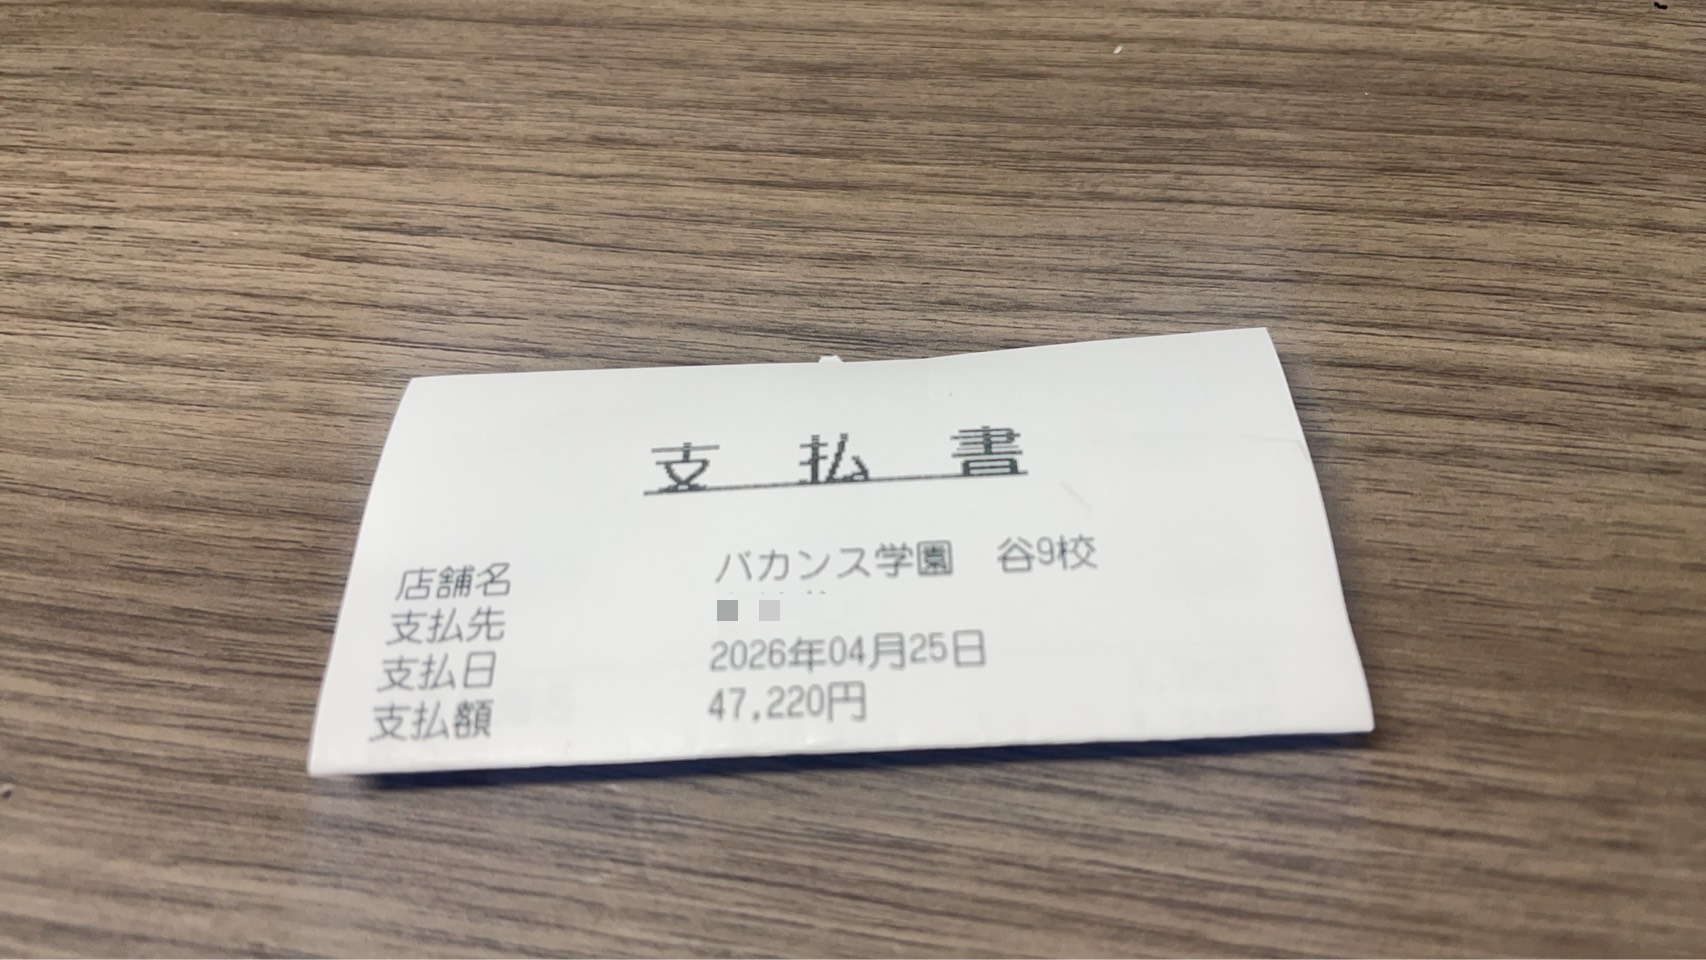 支 払 書
店舗名 バカンス学園 谷9校
支払先
支払日 2026年04月25日
支払額 47,220円